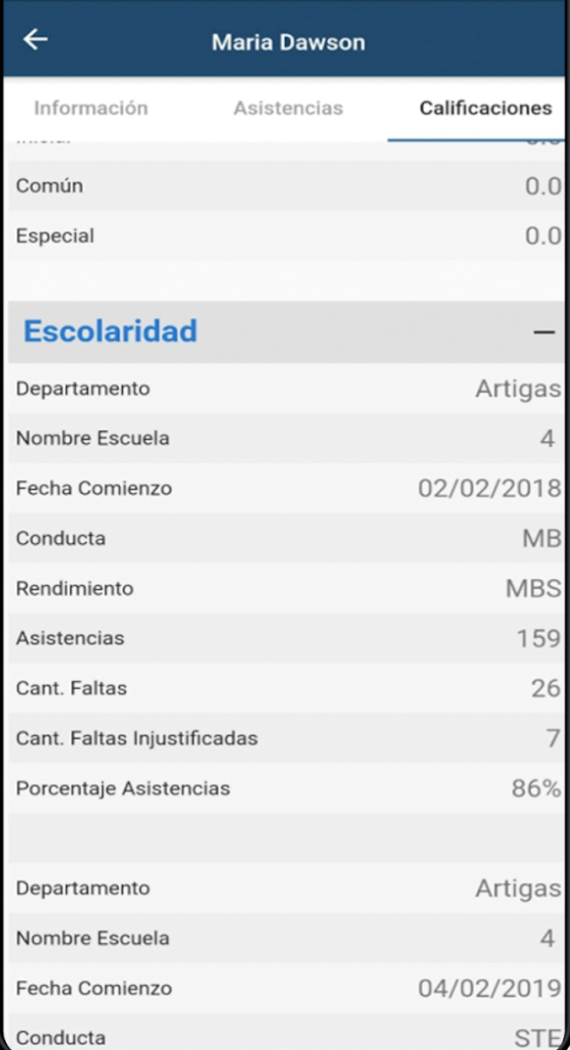 Maria Dawson
Información Asistencias Calificaciones
Común 0.0
Especial 0.0
Escolaridad
Departamento Artigas
Nombre Escuela 4
Fecha Comienzo 02/02/2018
Conducta MB
Rendimiento MBS
Asistencias 159
Cant. Faltas 26
Cant. Faltas Injustificadas 7
Porcentaje Asistencias 86%
Departamento Artigas
Nombre Escuela 4
Fecha Comienzo 04/02/2019
Conducta STE